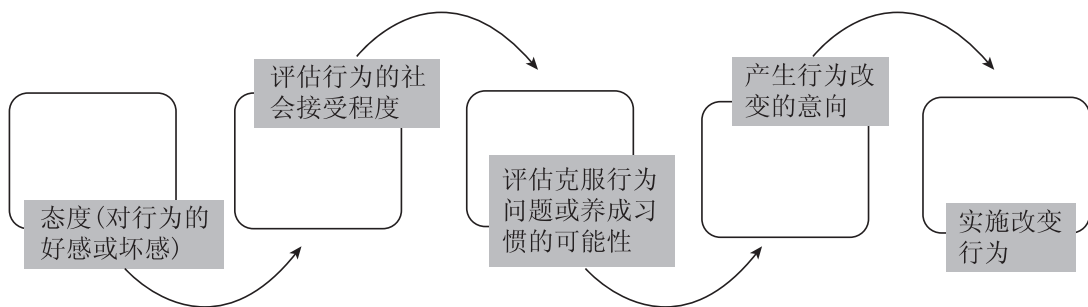 态度(对行为的
好感或坏感)
评估行为的社
会接受程度
评估克服行为
问题或养成习
惯的可能性
产生行为改
变的意向
实施改变
行为